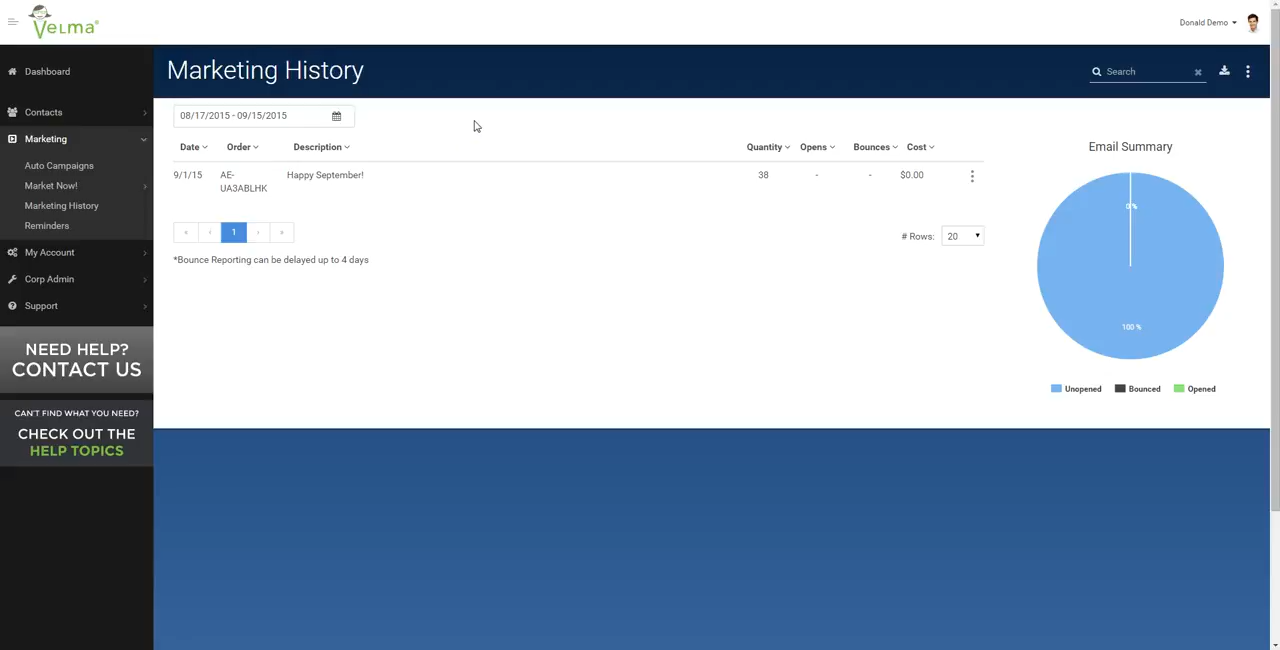 VELMA®
Donald Demo
Dashboard
Contacts
Marketing
Auto Campaigns
Market Now!
Marketing History
Reminders
My Account
Corp Admin
Support
NEED HELP?
CONTACT US
CAN'T FIND WHAT YOU NEED?
CHECK OUT THE
HELP TOPICS
Marketing History
Search
08/17/2015 - 09/15/2015
Date Order Description Quantity Opens Bounces Cost
9/1/15 AE- Happy September! 38 - - $0.00
UA3ABLHK
« ‹ 1 › »
# Rows: 20
*Bounce Reporting can be delayed up to 4 days
Email Summary
100 %
Unopened Bounced Opened